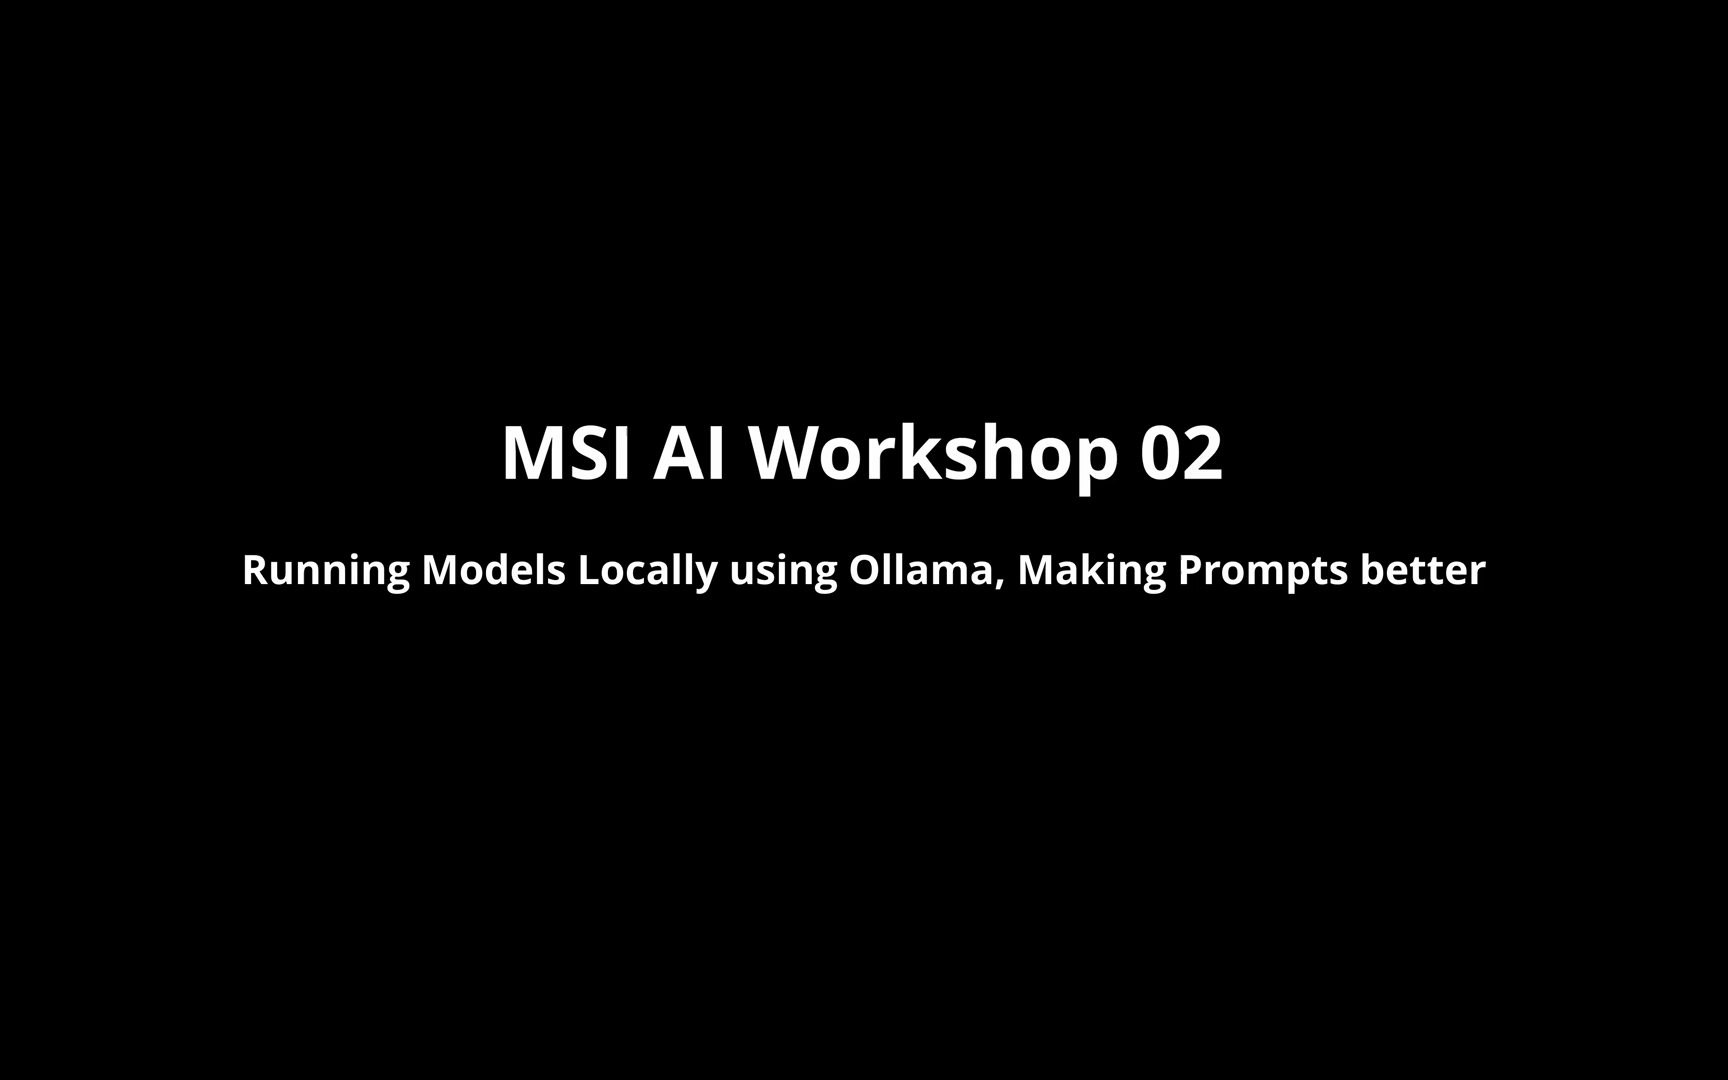 MSI AI Workshop 02
Running Models Locally using Ollama, Making Prompts better